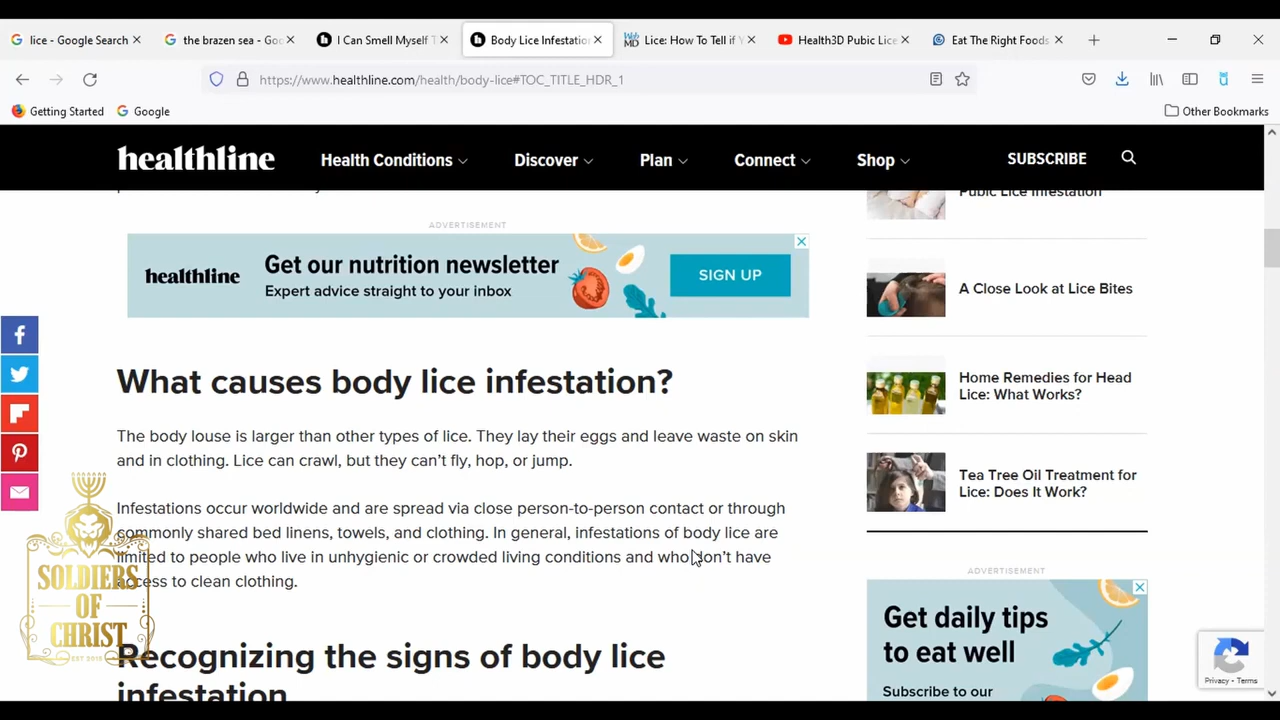 lice - Google Search
the brazen sea - Goo
I Can Smell Myself T
Body Lice Infestation
WebMD
Lice: How To Tell if Y
Health3D Pubic Lice
Eat The Right Foods
https://www.healthline.com/health/body-lice#TOC_TITLE_HDR_1
Getting Started
Google
Other Bookmarks
healthline
Health Conditions
Discover
Plan
Connect
Shop
SUBSCRIBE
Pubic Lice Infestation
ADVERTISEMENT
healthline
Get our nutrition newsletter
Expert advice straight to your inbox
SIGN UP
A Close Look at Lice Bites
What causes body lice infestation?
Home Remedies for Head
Lice: What Works?
The body louse is larger than other types of lice. They lay their eggs and leave waste on skin
and in clothing. Lice can crawl, but they can't fly, hop, or jump.
Tea Tree Oil Treatment for
Lice: Does It Work?
Infestations occur worldwide and are spread via close person-to-person contact or through
commonly shared bed linens, towels, and clothing. In general, infestations of body lice are
limited to people who live in unhygienic or crowded living conditions and who don't have
access to clean clothing.
SOLDIERS
OF
CHRIST
EST 2015
ADVERTISEMENT
Get daily tips
to eat well
Subscribe to our
Recognizing the signs of body lice
infestation
Privacy - Terms